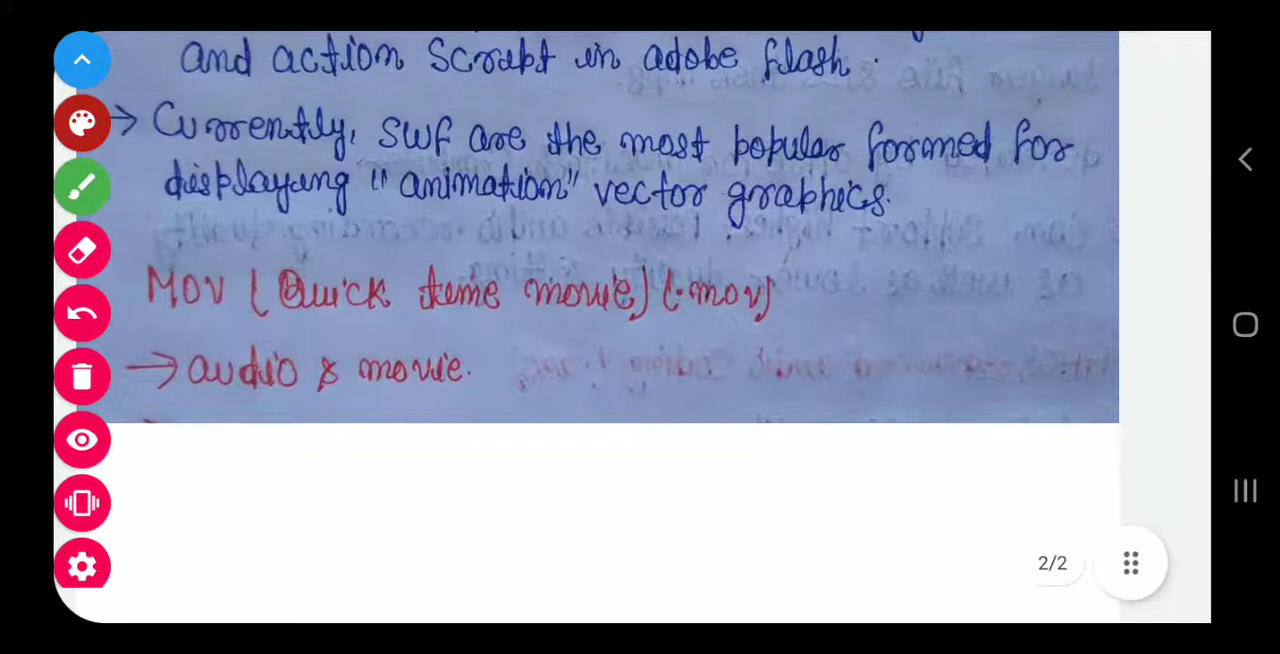 and action Script in adobe flash.
→ Currently, swf are the most popular formed for
displaying "animation" vector graphics.
Mov (Quick teme movie) (.mov)
→ audio & movie.
2/2